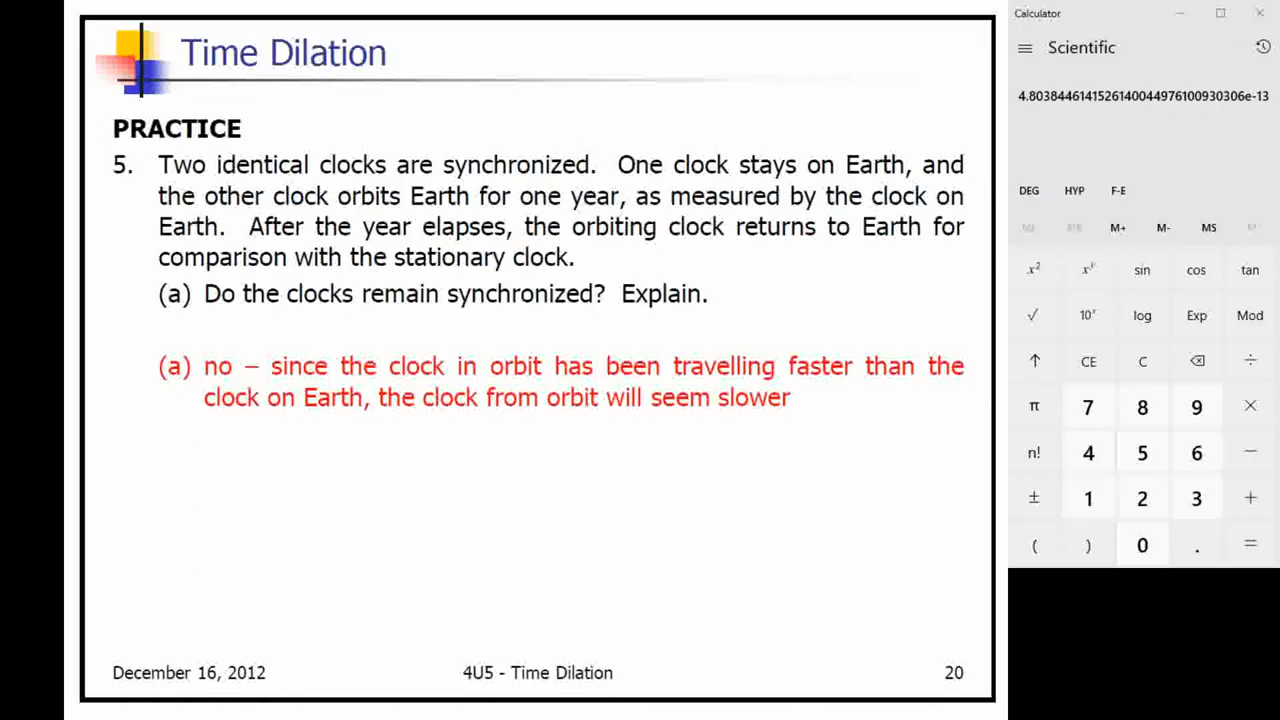 Time Dilation
PRACTICE
5. Two identical clocks are synchronized. One clock stays on Earth, and
the other clock orbits Earth for one year, as measured by the clock on
Earth. After the year elapses, the orbiting clock returns to Earth for
comparison with the stationary clock.
(a) Do the clocks remain synchronized? Explain.
(a) no – since the clock in orbit has been travelling faster than the
clock on Earth, the clock from orbit will seem slower
December 16, 2012 4U5 - Time Dilation 20
Calculator
Scientific
4.8038446141526140044976100930306e-13
DEG HYP F-E
MC MR M+ M- MS M
x² xʸ sin cos tan
√ 10ˣ log Exp Mod
↑ CE C ⌫ ÷
π 7 8 9 ×
n! 4 5 6 −
± 1 2 3 +
( ) 0 . =